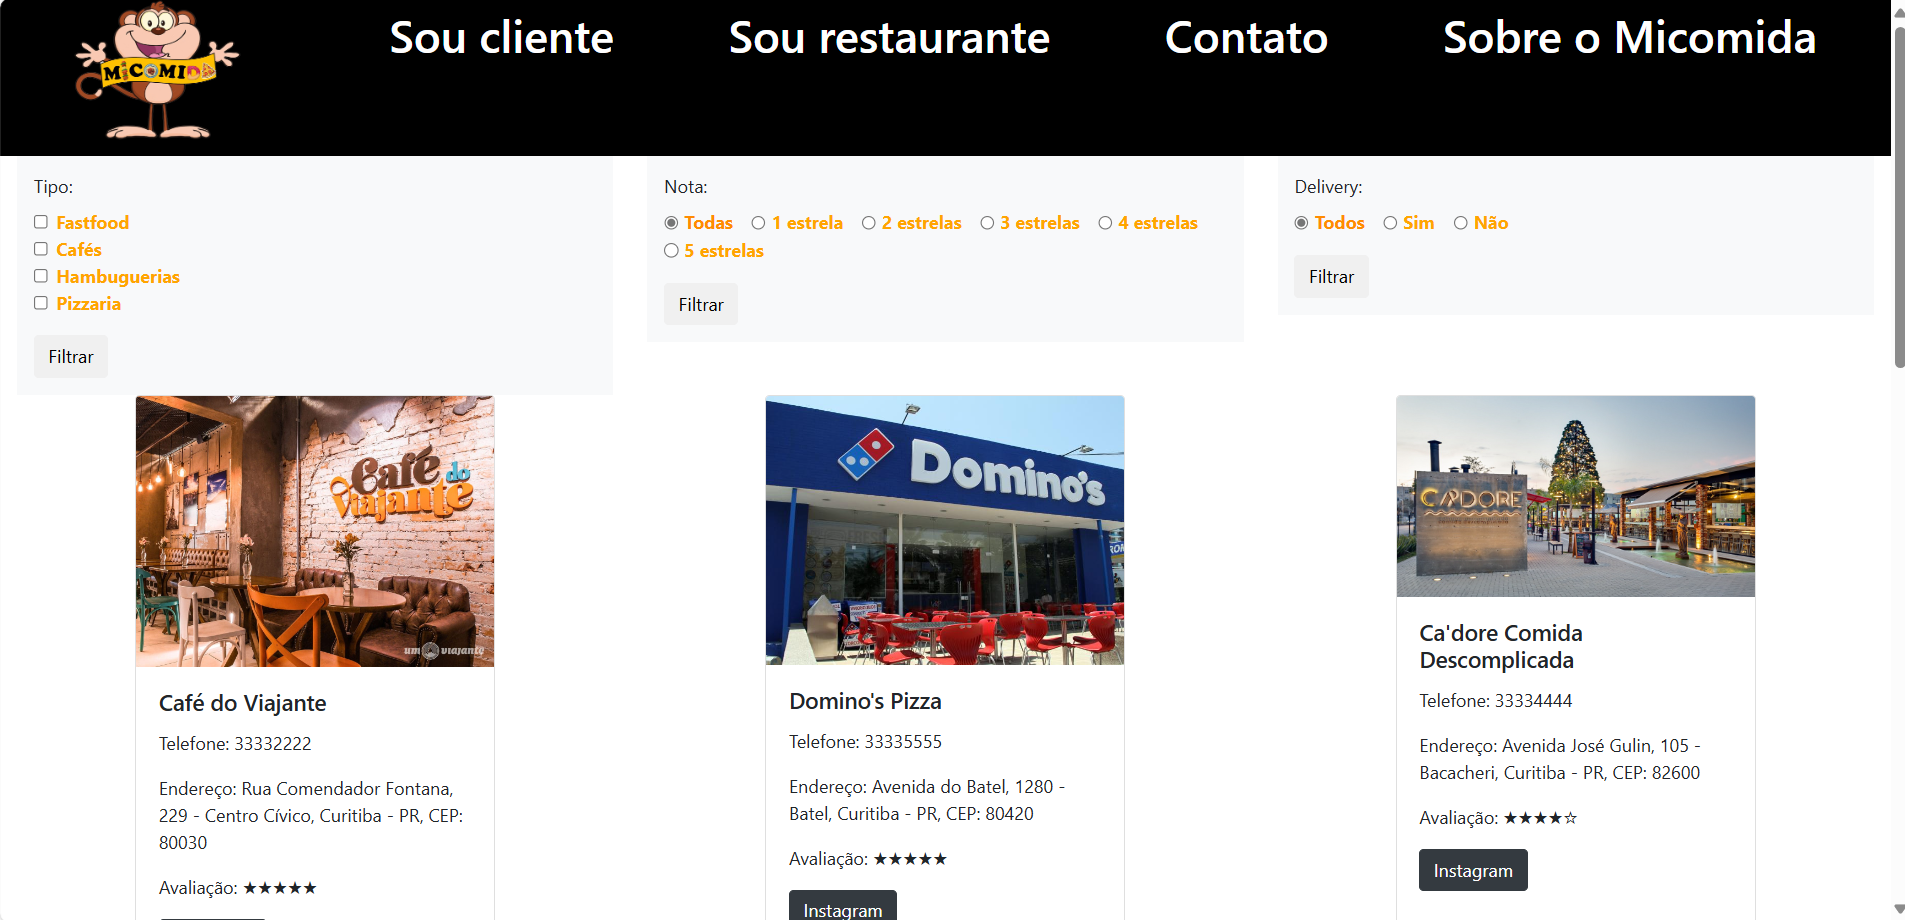 MiCOMIDA
Sou cliente
Sou restaurante
Contato
Sobre o Micomida
Tipo:
Fastfood
Cafés
Hambuguerias
Pizzaria
Filtrar
Nota:
Todas 1 estrela 2 estrelas 3 estrelas 4 estrelas
5 estrelas
Filtrar
Delivery:
Todos Sim Não
Filtrar
Café do
Viajante
um viajante
Café do Viajante
Telefone: 33332222
Endereço: Rua Comendador Fontana,
229 - Centro Cívico, Curitiba - PR, CEP:
80030
Avaliação: ★★★★★
Domino's
Domino's Pizza
Telefone: 33335555
Endereço: Avenida do Batel, 1280 -
Batel, Curitiba - PR, CEP: 80420
Avaliação: ★★★★★
Instagram
CA'DORE
Ca'dore Comida
Descomplicada
Telefone: 33334444
Endereço: Avenida José Gulin, 105 -
Bacacheri, Curitiba - PR, CEP: 82600
Avaliação: ★★★★☆
Instagram